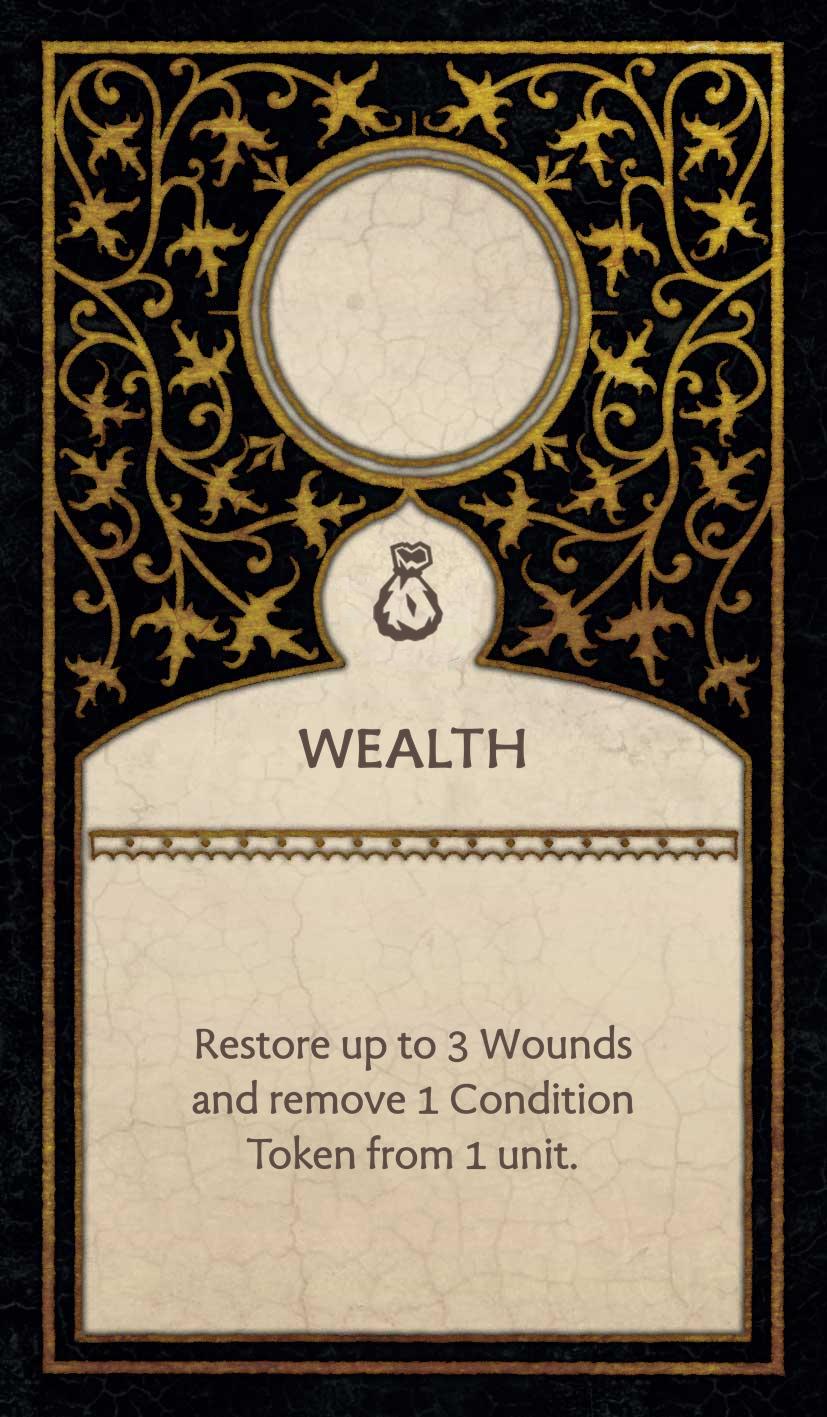 WEALTH
Restore up to 3 Wounds
and remove 1 Condition
Token from 1 unit.